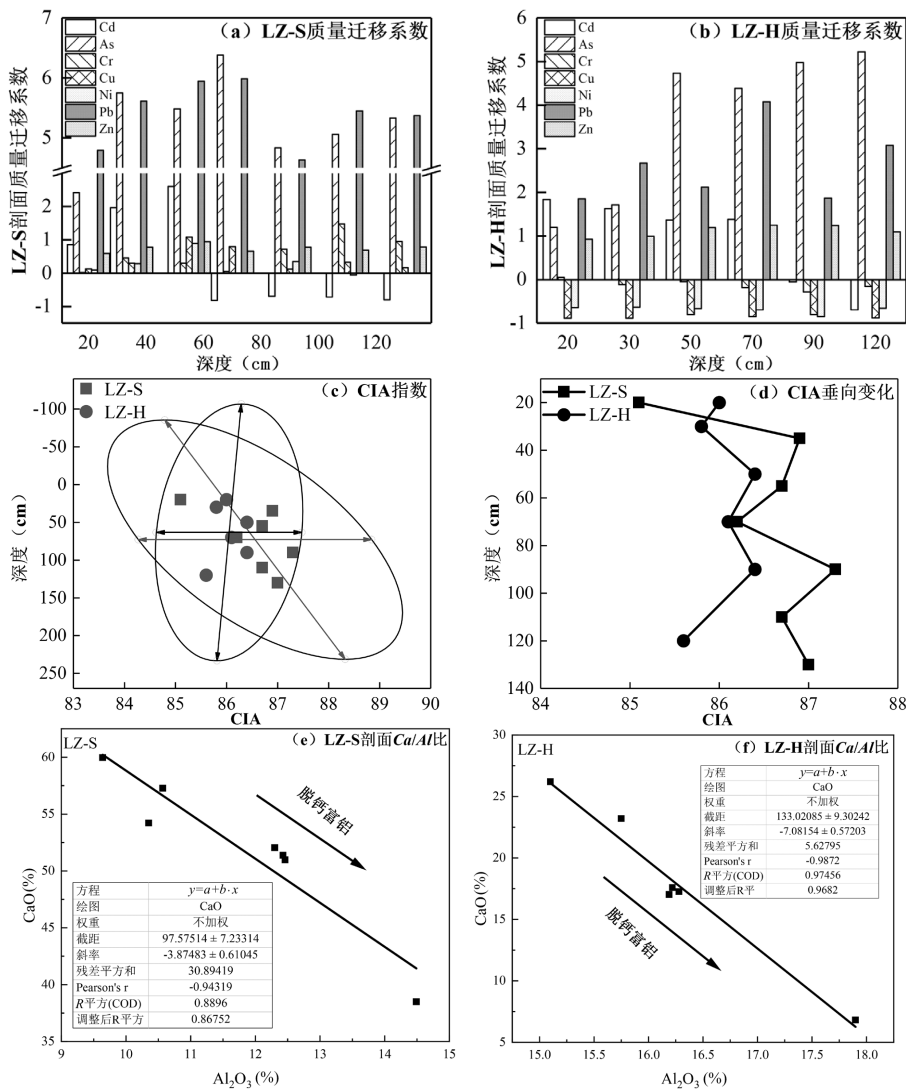 (a) LZ-S质量迁移系数
Cd
As
Cr
Cu
Ni
Pb
Zn
LZ-S剖面质量迁移系数
7
6
5
2
1
0
-1
20 40 60 80 100 120
深度（cm）
(b) LZ-H质量迁移系数
Cd
As
Cr
Cu
Ni
Pb
Zn
LZ-H剖面质量迁移系数
6
5
4
3
2
1
0
-1
20 30 50 70 90 120
深度（cm）
(c) CIA指数
LZ-S
LZ-H
深度（cm）
-100
-50
0
50
100
150
200
250
83 84 85 86 87 88 89 90
CIA
(d) CIA垂向变化
LZ-S
LZ-H
深度（cm）
20
40
60
80
100
120
140
84 85 86 87 88
CIA
LZ-S
(e) LZ-S剖面Ca/Al比
脱钙富铝
CaO(%)
60
55
50
45
40
35
方程 y=a+b·x
绘图 CaO
权重 不加权
截距 97.57514 ± 7.23314
斜率 -3.87483 ± 0.61045
残差平方和 30.89419
Pearson's r -0.94319
R平方(COD) 0.8896
调整后R平方 0.86752
9 10 11 12 13 14 15
Al₂O₃ (%)
LZ-H
(f) LZ-H剖面Ca/Al比
方程 y=a+b·x
绘图 CaO
权重 不加权
截距 133.02085 ± 9.30242
斜率 -7.08154 ± 0.57203
残差平方和 5.62795
Pearson's r -0.9872
R平方(COD) 0.97456
调整后R平 0.9682
脱钙富铝
CaO(%)
30
25
20
15
10
5
15.0 15.5 16.0 16.5 17.0 17.5 18.0
Al₂O₃ (%)